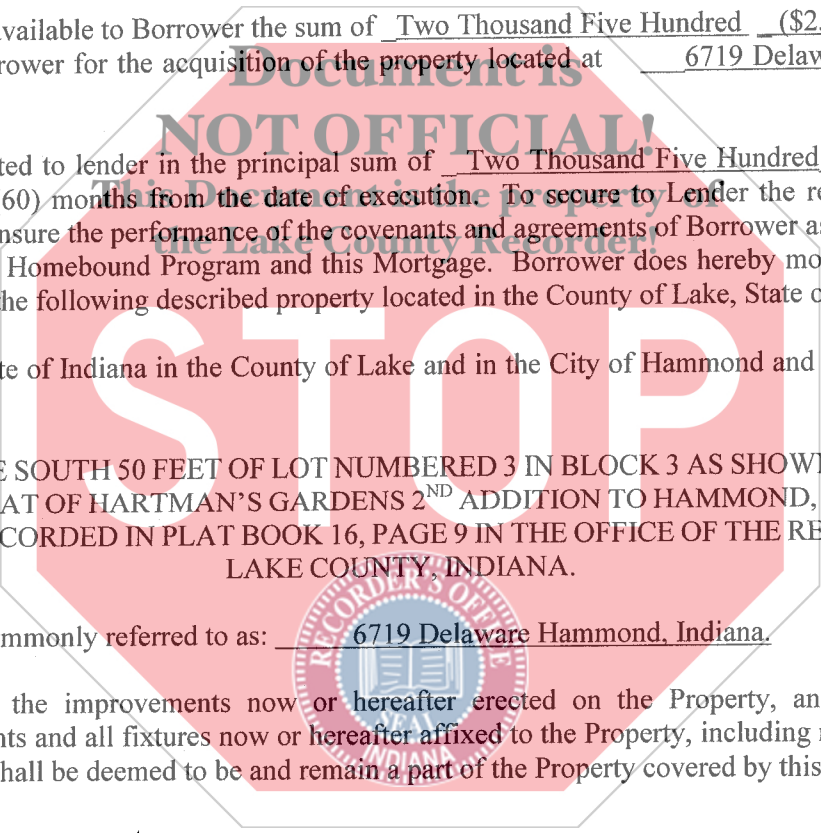 vailable to Borrower the sum of Two Thousand Five Hundred ($2,
rower for the acquisition of the property located at 6719 Delaw
Document is
NOT OFFICIAL!
ted to lender in the principal sum of Two Thousand Five Hundred
60) months from the date of execution. To secure to Lender the re
This Document is the property of
nsure the performance of the covenants and agreements of Borrower as
the Lake County Recorder!
Homebound Program and this Mortgage. Borrower does hereby mo
the following described property located in the County of Lake, State o
STOP
te of Indiana in the County of Lake and in the City of Hammond and
E SOUTH 50 FEET OF LOT NUMBERED 3 IN BLOCK 3 AS SHOW
AT OF HARTMAN'S GARDENS 2ND ADDITION TO HAMMOND,
CORDED IN PLAT BOOK 16, PAGE 9 IN THE OFFICE OF THE RE
LAKE COUNTY, INDIANA.
RECORDER'S OFFICE
SEAL
INDIANA
mmonly referred to as: 6719 Delaware Hammond, Indiana.
the improvements now or hereafter erected on the Property, an
nts and all fixtures now or hereafter affixed to the Property, including
hall be deemed to be and remain a part of the Property covered by this